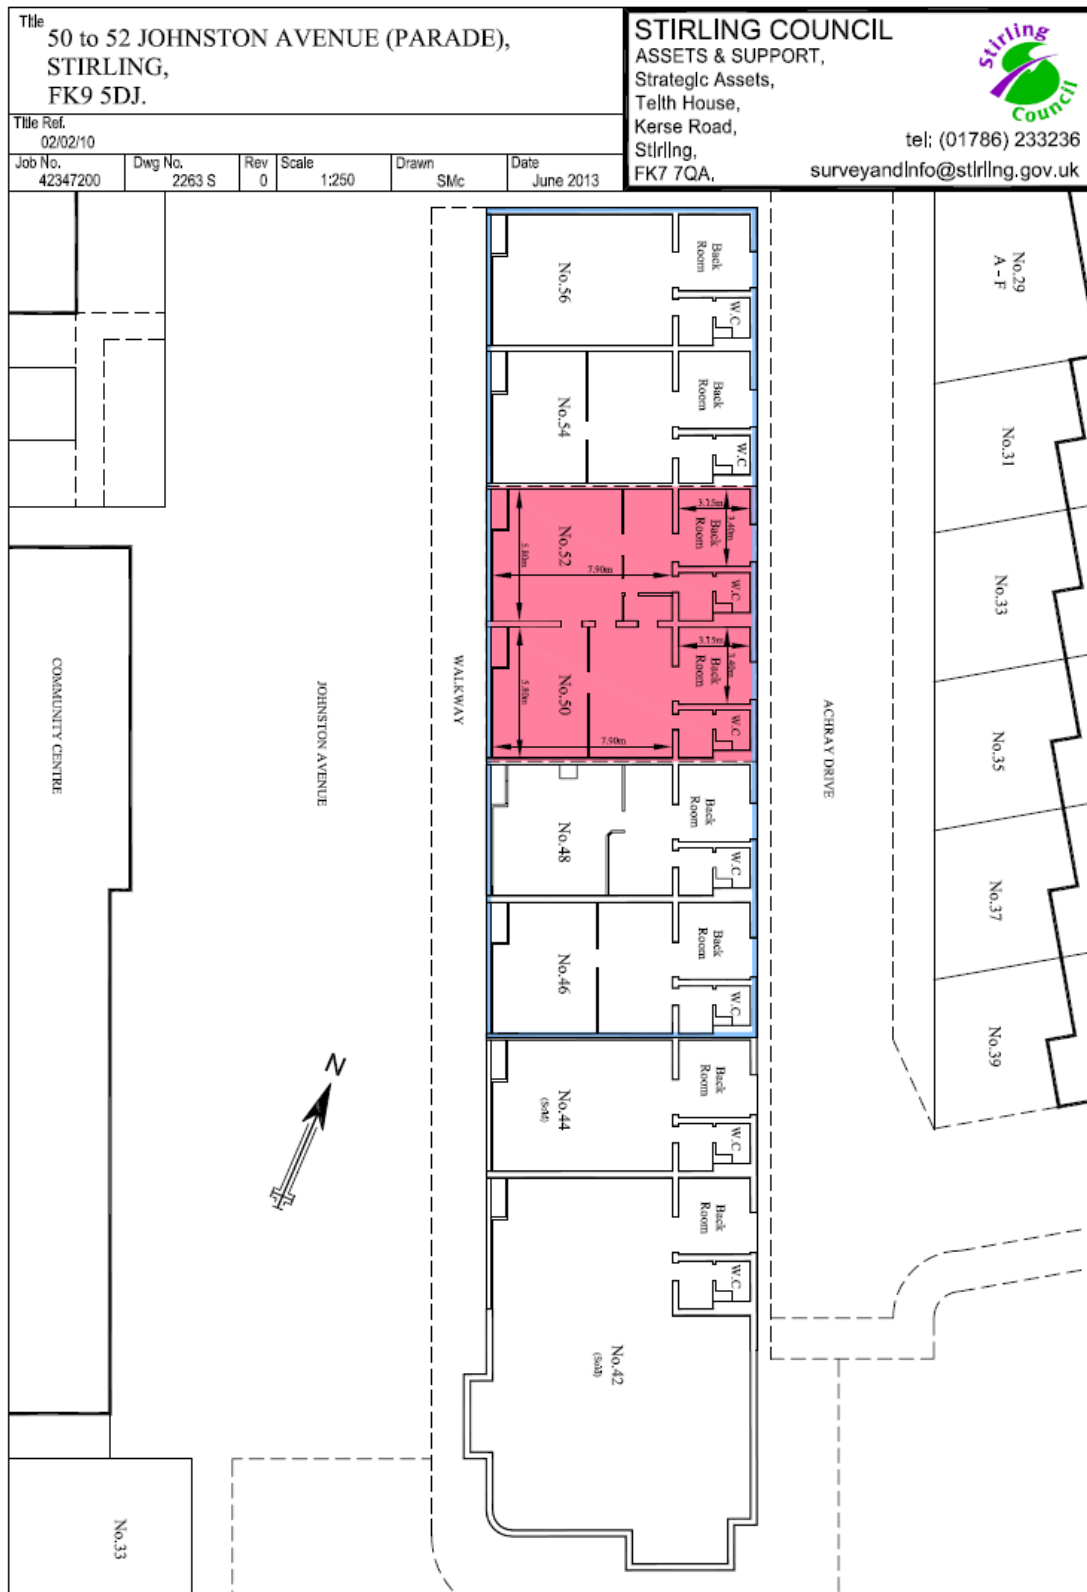 Title
50 to 52 JOHNSTON AVENUE (PARADE),
STIRLING,
FK9 5DJ.
Title Ref.
02/02/10
Job No.
42347200
Dwg No.
2263 S
Rev
0
Scale
1:250
Drawn
SMc
Date
June 2013
STIRLING COUNCIL
ASSETS & SUPPORT,
Strategic Assets,
Teith House,
Kerse Road,
Stirling,
FK7 7QA.
tel: (01786) 233236
surveyandinfo@stirling.gov.uk
Stirling
Council
No.56
Back
Room
W.C
No.54
Back
Room
W.C
No.52
5.80m
7.90m
3.15m
3.40m
Back
Room
W.C
No.50
5.80m
7.90m
3.15m
3.40m
Back
Room
W.C
No.48
Back
Room
W.C
No.46
Back
Room
W.C
No.44
(Sold)
Back
Room
W.C
No.42
(Sold)
Back
Room
W.C
WALKWAY
JOHNSTON AVENUE
COMMUNITY CENTRE
ACHRAY DRIVE
No.29
A - F
No.31
No.33
No.35
No.37
No.39
N
No.33